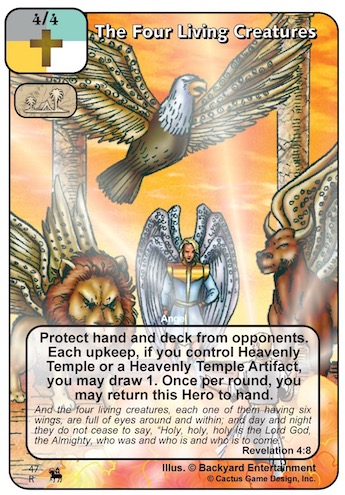 4/4
The Four Living Creatures
Angel
Protect hand and deck from opponents.
Each upkeep, if you control Heavenly
Temple or a Heavenly Temple Artifact,
you may draw 1. Once per round, you
may return this Hero to hand.
And the four living creatures, each one of them having six
wings, are full of eyes around and within; and day and night
they do not cease to say, "Holy, holy, holy is the Lord God,
the Almighty, who was and who is and who is to come."
Revelation 4:8
47
R
Illus. © Backyard Entertainment
© Cactus Game Design, Inc.